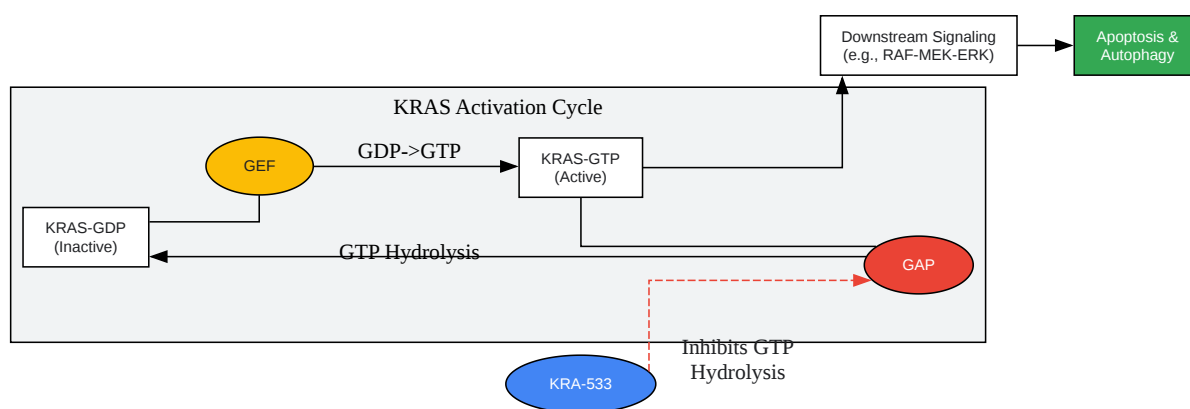 Downstream Signaling
(e.g., RAF-MEK-ERK)
Apoptosis &
Autophagy
KRAS Activation Cycle
GEF
GDP->GTP
KRAS-GTP
(Active)
KRAS-GDP
(Inactive)
GTP Hydrolysis
GAP
Inhibits GTP
Hydrolysis
KRA-533